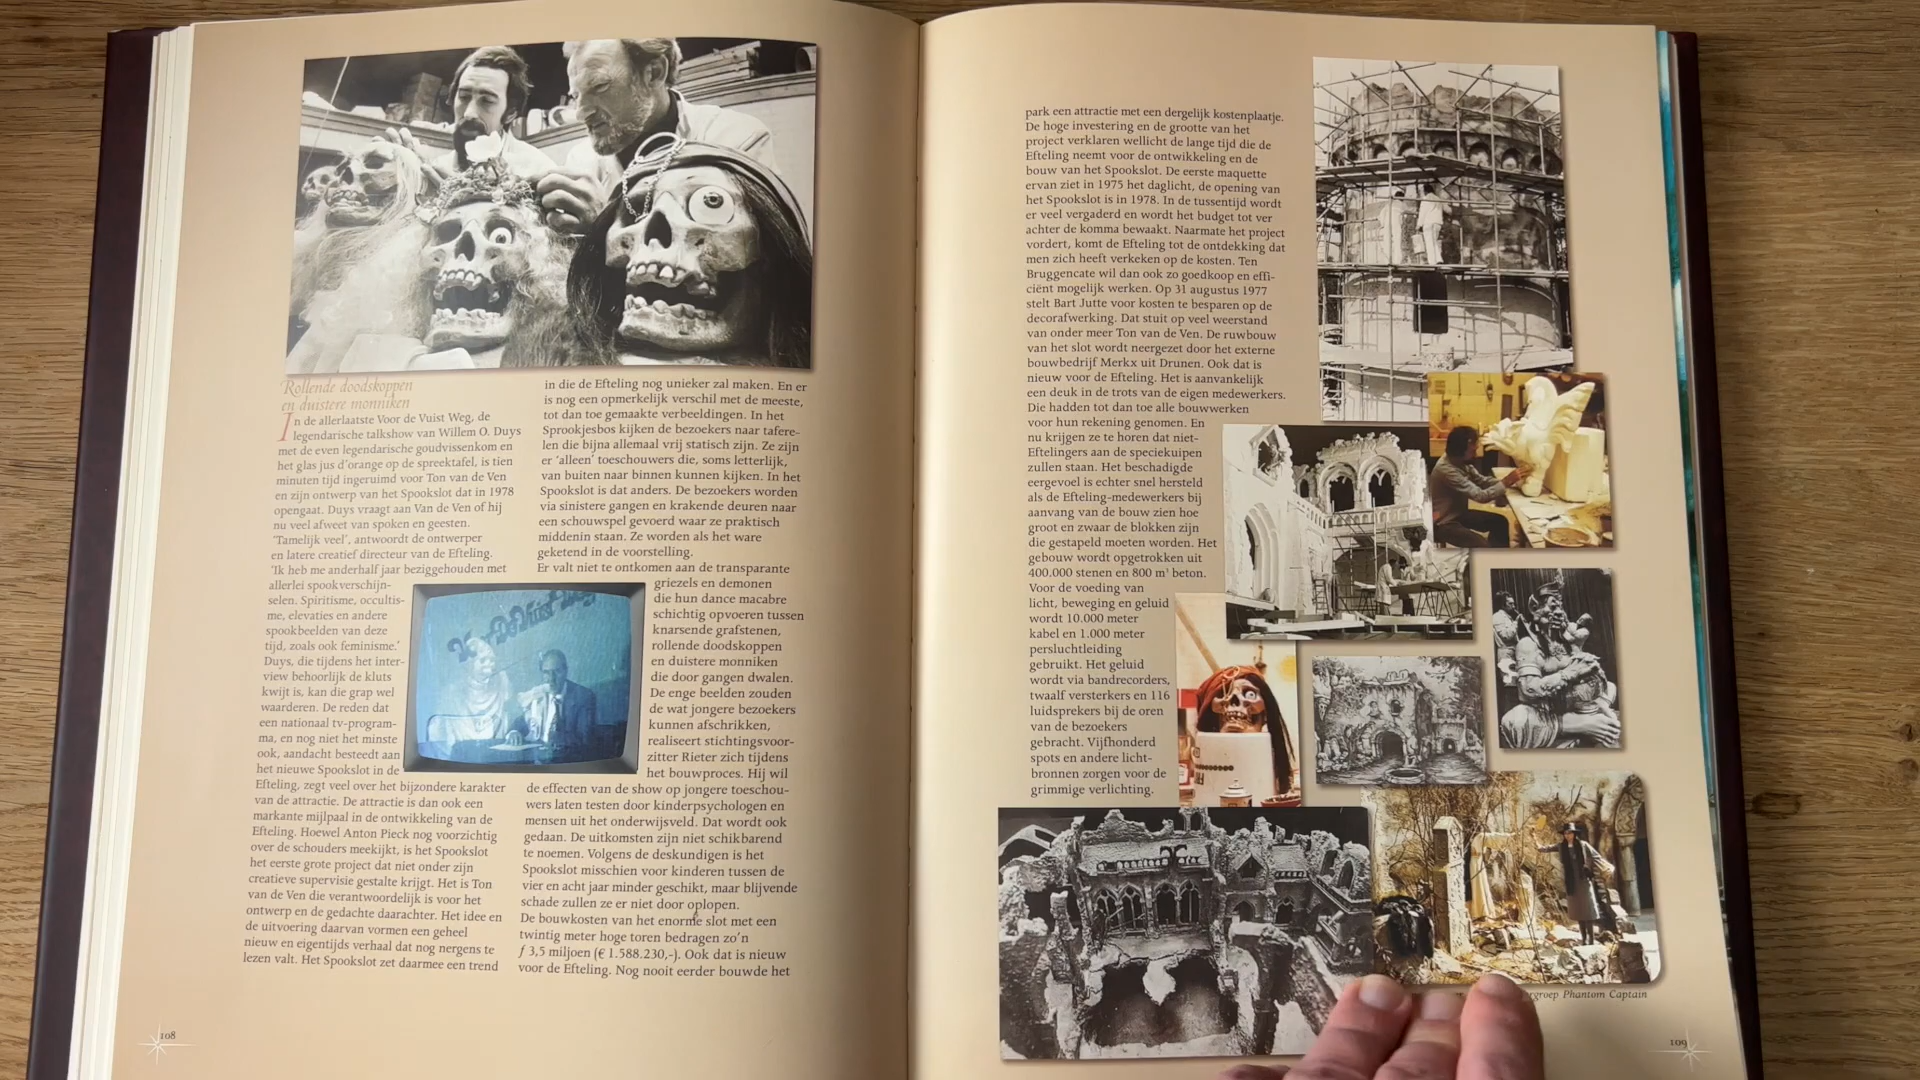 Rollende doodskoppen
en duistere monniken
In de allerlaatste Voor de Vuist Weg, de
legendarische talkshow van Willem O. Duys
met de even legendarische goudvissenkom en
het glas jus d'orange op de spreektafel, is tien
minuten tijd ingeruimd voor Ton van de Ven
en zijn ontwerp van het Spookslot dat in 1978
opengaat. Duys vraagt aan Van de Ven of hij
nu veel afweet van spoken en geesten.
'Tamelijk veel', antwoordt de ontwerper
en latere creatief directeur van de Efteling.
'Ik heb me anderhalf jaar beziggehouden met
allerlei spookverschijn-
selen. Spiritisme, occultis-
me, elevaties en andere
spookbeelden van deze
tijd, zoals ook feminisme.'
Duys, die tijdens het inter-
view behoorlijk de kluts
kwijt is, kan die grap wel
waarderen. De reden dat
een nationaal tv-program-
ma, en nog niet het minste
ook, aandacht besteedt aan
het nieuwe Spookslot in de
Efteling, zegt veel over het bijzondere karakter
van de attractie. De attractie is dan ook een
markante mijlpaal in de ontwikkeling van de
Efteling. Hoewel Anton Pieck nog voorzichtig
over de schouders meekijkt, is het Spookslot
het eerste grote project dat niet onder zijn
creatieve supervisie gestalte krijgt. Het is Ton
van de Ven die verantwoordelijk is voor het
ontwerp en de gedachte daarachter. Het idee en
de uitvoering daarvan vormen een geheel
nieuw en eigentijds verhaal dat nog nergens te
lezen valt. Het Spookslot zet daarmee een trend
in die de Efteling nog unieker zal maken. En er
is nog een opmerkelijk verschil met de meeste,
tot dan toe gemaakte verbeeldingen. In het
Sprookjesbos kijken de bezoekers naar tafere-
len die bijna allemaal vrij statisch zijn. Ze zijn
er 'alleen' toeschouwers die, soms letterlijk,
van buiten naar binnen kunnen kijken. In het
Spookslot is dat anders. De bezoekers worden
via sinistere gangen en krakende deuren naar
een schouwspel gevoerd waar ze praktisch
middenin staan. Ze worden als het ware
geketend in de voorstelling.
Er valt niet te ontkomen aan de transparante
griezels en demonen
die hun dance macabre
schichtig opvoeren tussen
knarsende grafstenen,
rollende doodskoppen
en duistere monniken
die door gangen dwalen.
De enge beelden zouden
de wat jongere bezoekers
kunnen afschrikken,
realiseert stichtingsvoor-
zitter Rieter zich tijdens
het bouwproces. Hij wil
de effecten van de show op jongere toeschou-
wers laten testen door kinderpsychologen en
mensen uit het onderwijsveld. Dat wordt ook
gedaan. De uitkomsten zijn niet schikbarend
te noemen. Volgens de deskundigen is het
Spookslot misschien voor kinderen tussen de
vier en acht jaar minder geschikt, maar blijvende
schade zullen ze er niet door oplopen.
De bouwkosten van het enorme slot met een
twintig meter hoge toren bedragen zo'n
ƒ 3,5 miljoen (€ 1.588.230,-). Ook dat is nieuw
voor de Efteling. Nog nooit eerder bouwde het
108
park een attractie met een dergelijk kostenplaatje.
De hoge investering en de grootte van het
project verklaren wellicht de lange tijd die de
Efteling neemt voor de ontwikkeling en de
bouw van het Spookslot. De eerste maquette
ervan ziet in 1975 het daglicht, de opening van
het Spookslot is in 1978. In de tussentijd wordt
er veel vergaderd en wordt het budget tot ver
achter de komma bewaakt. Naarmate het project
vordert, komt de Efteling tot de ontdekking dat
men zich heeft verkeken op de kosten. Ten
Bruggencate wil dan ook zo goedkoop en effi-
ciënt mogelijk werken. Op 31 augustus 1977
stelt Bart Jutte voor kosten te besparen op de
decorafwerking. Dat stuit op veel weerstand
van onder meer Ton van de Ven. De ruwbouw
van het slot wordt neergezet door het externe
bouwbedrijf Merkx uit Drunen. Ook dat is
nieuw voor de Efteling. Het is aanvankelijk
een deuk in de trots van de eigen medewerkers.
Die hadden tot dan toe alle bouwwerken
voor hun rekening genomen. En
nu krijgen ze te horen dat niet-
Eftelingers aan de speciekuipen
zullen staan. Het beschadigde
eergevoel is echter snel hersteld
als de Efteling-medewerkers bij
aanvang van de bouw zien hoe
groot en zwaar de blokken zijn
die gestapeld moeten worden. Het
gebouw wordt opgetrokken uit
400.000 stenen en 800 m³ beton.
Voor de voeding van
licht, beweging en geluid
wordt 10.000 meter
kabel en 1.000 meter
persluchtleiding
gebruikt. Het geluid
wordt via bandrecorders,
twaalf versterkers en 116
luidsprekers bij de oren
van de bezoekers
gebracht. Vijfhonderd
spots en andere licht-
bronnen zorgen voor de
grimmige verlichting.
Phantom Captain
109